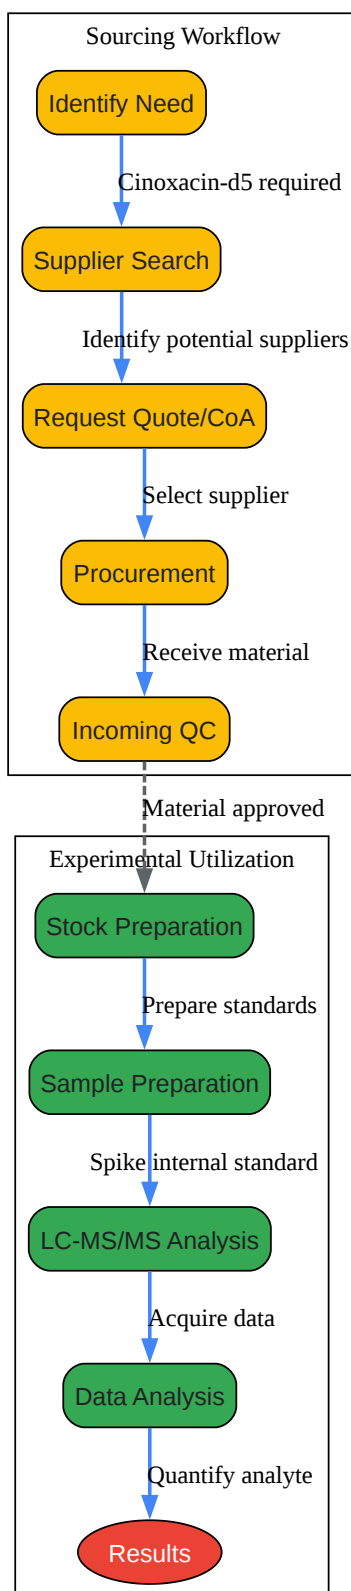 Sourcing Workflow
Identify Need
Cinoxacin-d5 required
Supplier Search
Identify potential suppliers
Request Quote/CoA
Select supplier
Procurement
Receive material
Incoming QC
Material approved
Experimental Utilization
Stock Preparation
Prepare standards
Sample Preparation
Spike internal standard
LC-MS/MS Analysis
Acquire data
Data Analysis
Quantify analyte
Results